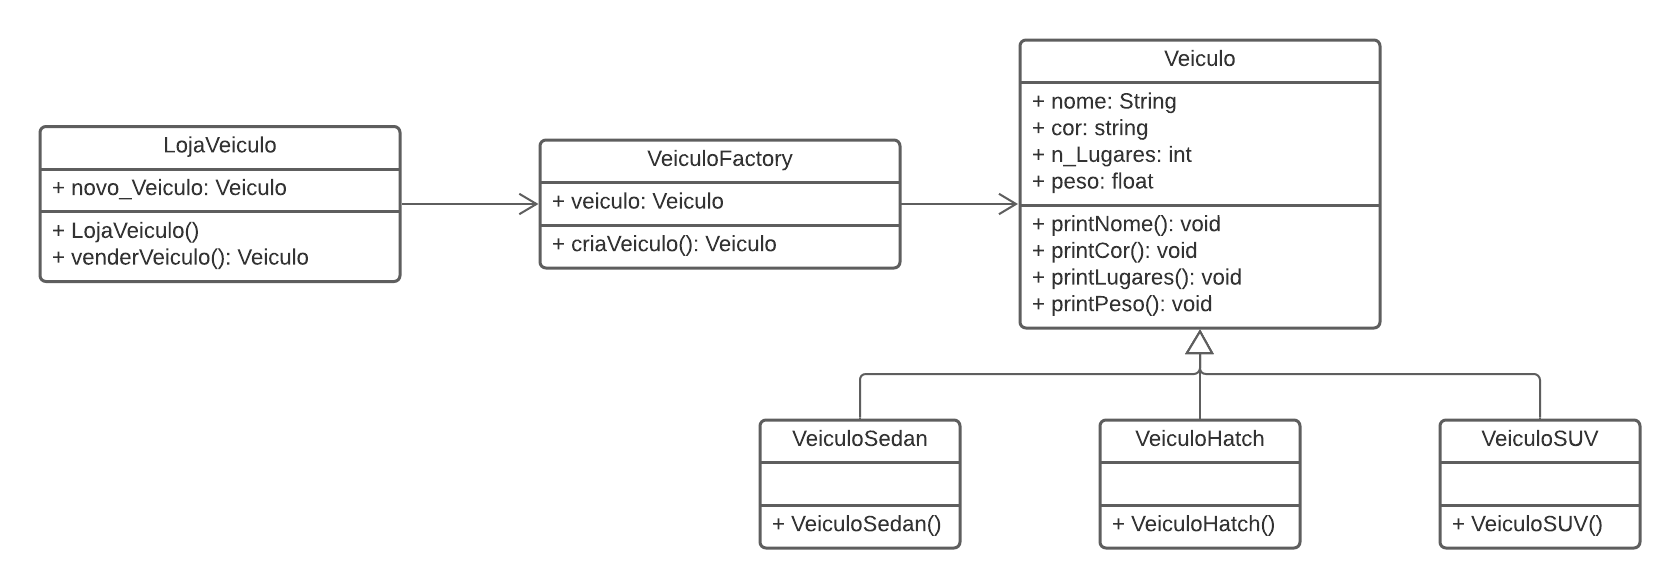 LojaVeiculo
+ novo_Veiculo: Veiculo
+ LojaVeiculo()
+ venderVeiculo(): Veiculo
VeiculoFactory
+ veiculo: Veiculo
+ criaVeiculo(): Veiculo
Veiculo
+ nome: String
+ cor: string
+ n_Lugares: int
+ peso: float
+ printNome(): void
+ printCor(): void
+ printLugares(): void
+ printPeso(): void
VeiculoSedan
+ VeiculoSedan()
VeiculoHatch
+ VeiculoHatch()
VeiculoSUV
+ VeiculoSUV()